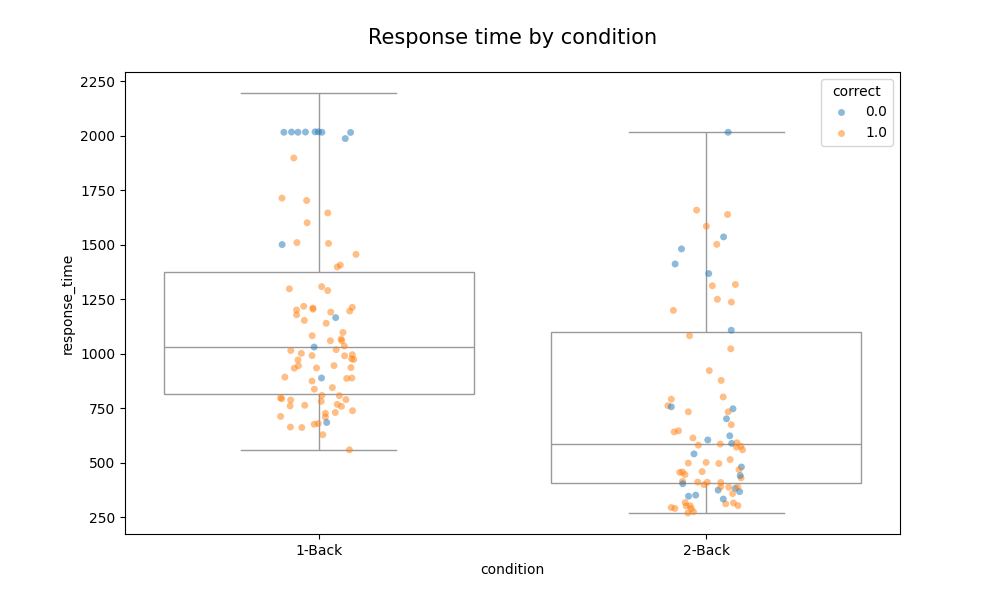 Response time by condition
correct
0.0
1.0
2250
2000
1750
1500
1250
1000
750
500
250
response_time
1-Back
2-Back
condition